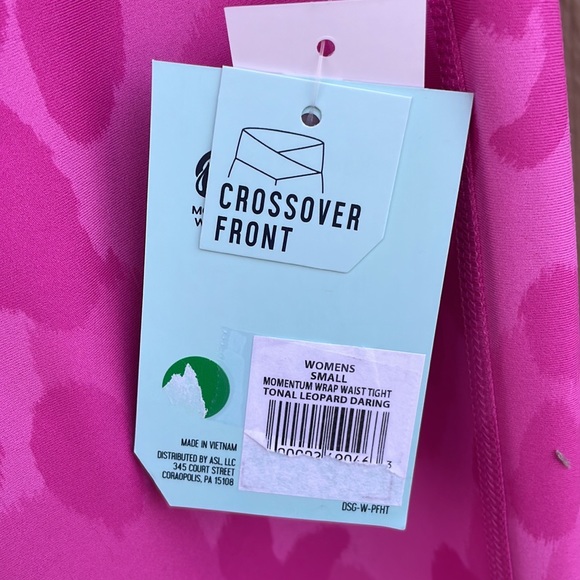 CROSSOVER
FRONT
WOMENS
SMALL
MOMENTUM WRAP WAIST TIGHT
TONAL LEOPARD DARING
3
MADE IN VIETNAM
DISTRIBUTED BY ASL, LLC
345 COURT STREET
CORAOPOLIS, PA 15108
DSG-W-PFHT